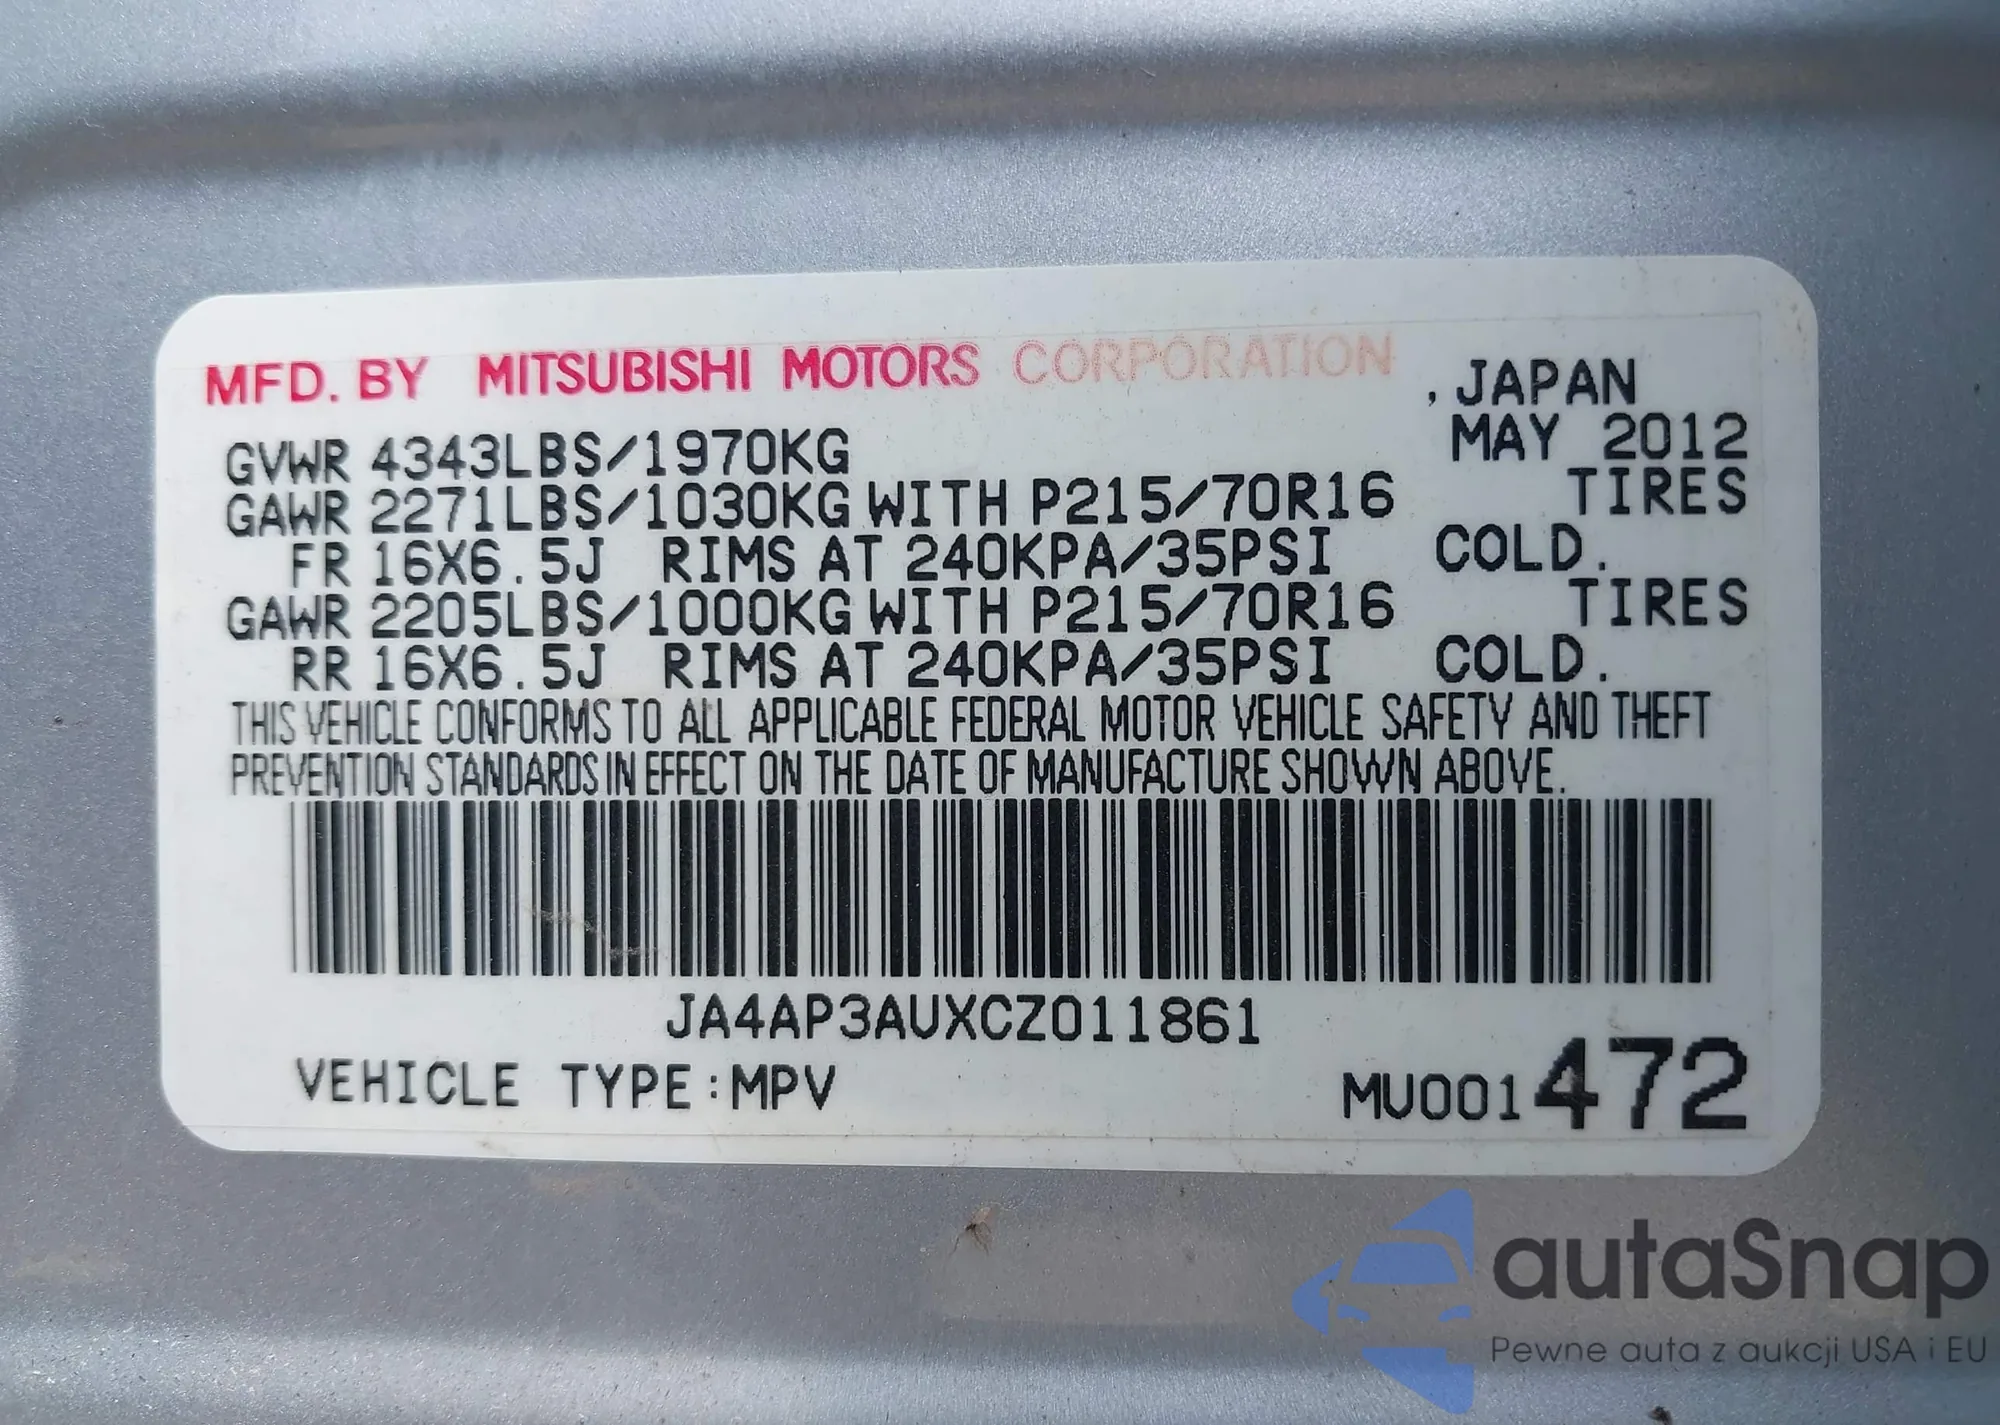 MFD. BY MITSUBISHI MOTORS CORPORATION , JAPAN
GVWR 4343LBS/1970KG MAY 2012
GAWR 2271LBS/1030KG WITH P215/70R16 TIRES
FR 16X6.5J RIMS AT 240KPA/35PSI COLD.
GAWR 2205LBS/1000KG WITH P215/70R16 TIRES
RR 16X6.5J RIMS AT 240KPA/35PSI COLD.
THIS VEHICLE CONFORMS TO ALL APPLICABLE FEDERAL MOTOR VEHICLE SAFETY AND THEFT
PREVENTION STANDARDS IN EFFECT ON THE DATE OF MANUFACTURE SHOWN ABOVE.
JA4AP3AUXCZ011861
VEHICLE TYPE:MPV MU001472
autaSnap
Pewne auta z aukcji USA i EU